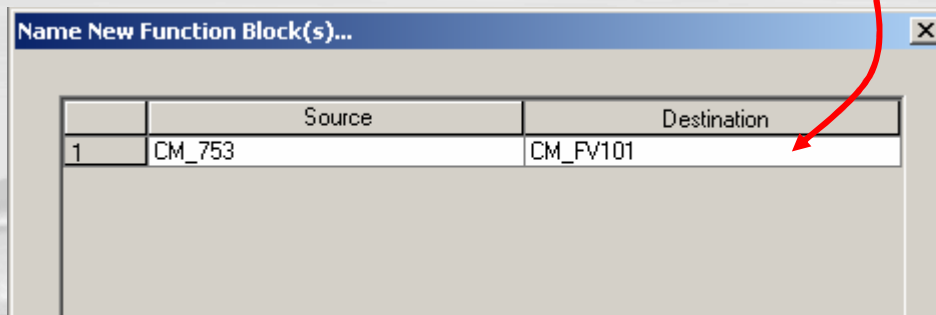 Name New Function Block(s)...
Source Destination
1 CM_753 CM_FV101